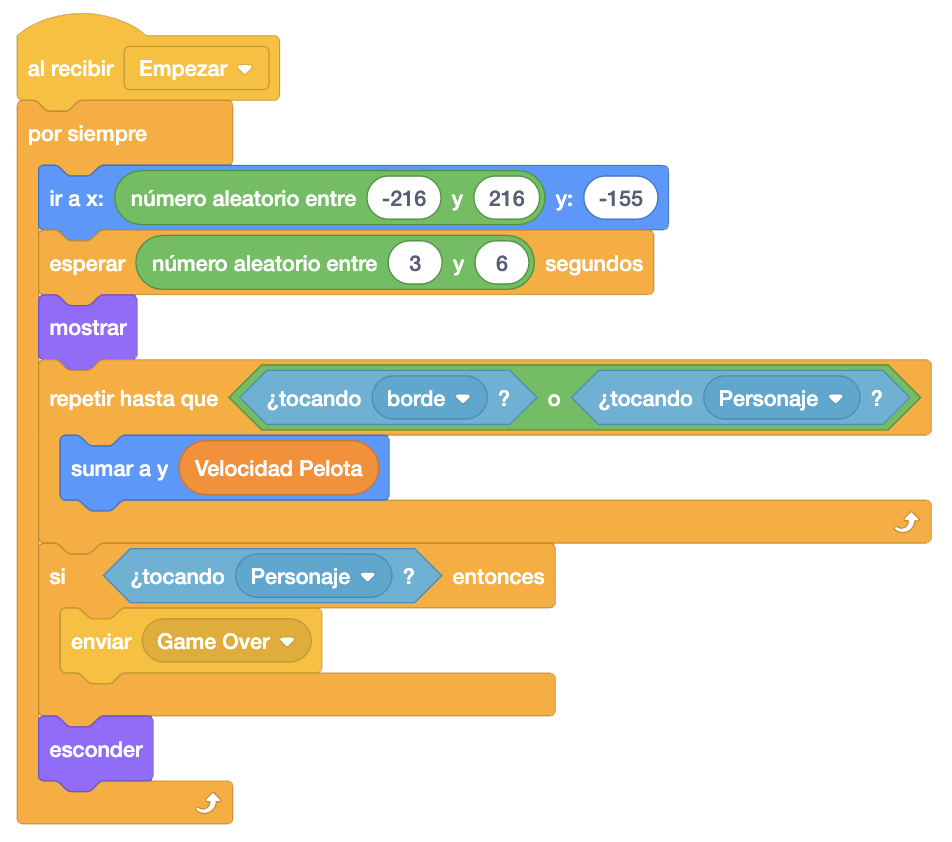 al recibir Empezar
por siempre
ir a x: número aleatorio entre -216 y 216 y: -155
esperar número aleatorio entre 3 y 6 segundos
mostrar
repetir hasta que ¿tocando borde ? o ¿tocando Personaje ?
sumar a y Velocidad Pelota
si ¿tocando Personaje ? entonces
enviar Game Over
esconder